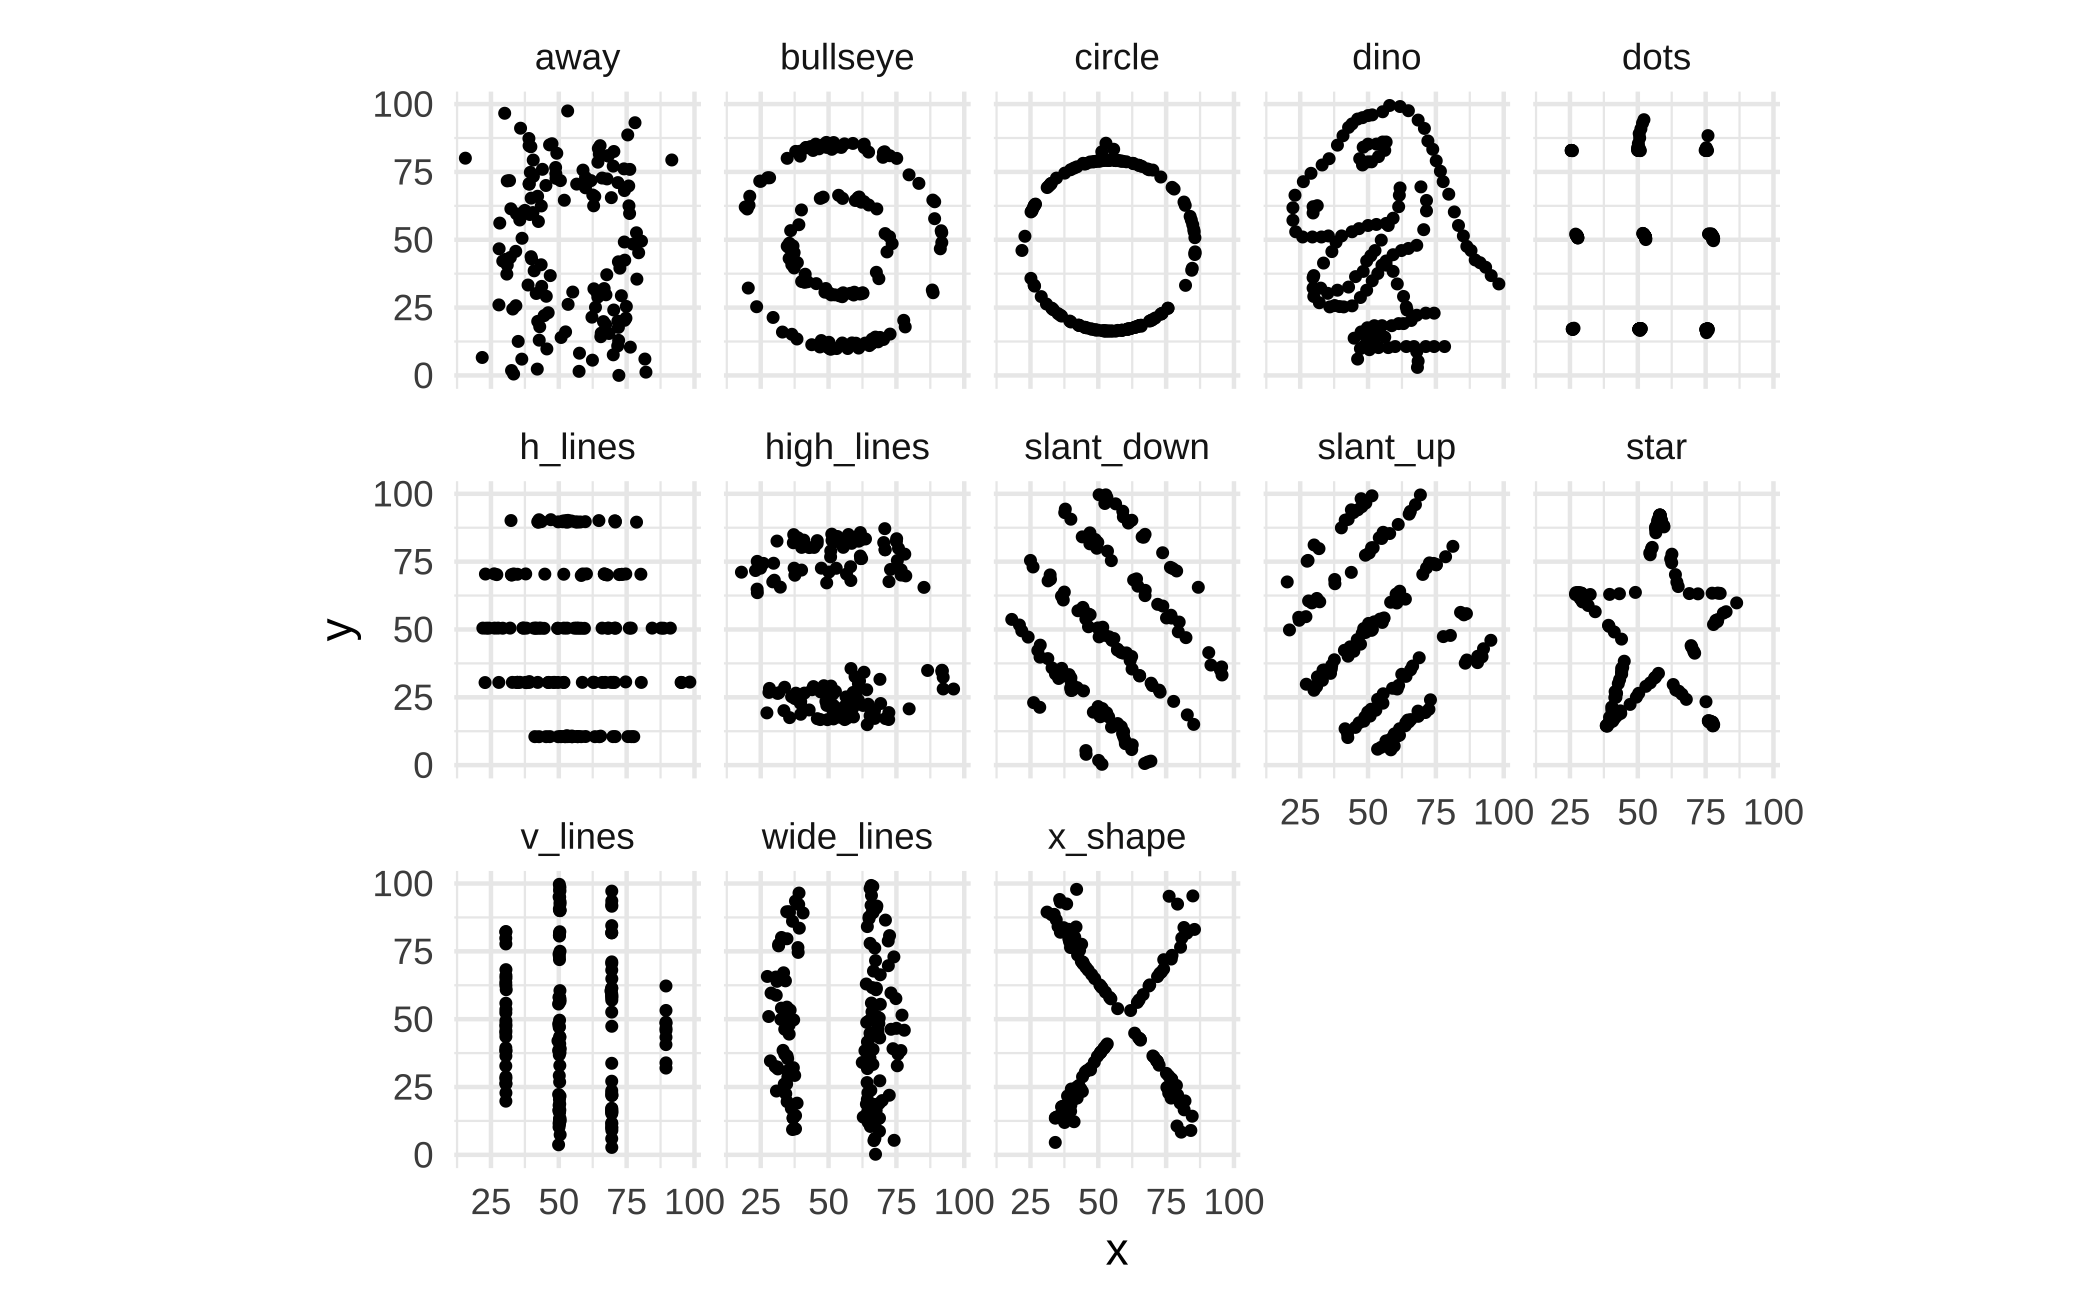 away bullseye circle dino dots
100
75
50
25
0
h_lines high_lines slant_down slant_up star
100
75
50
25
0
25 50 75 100 25 50 75 100
v_lines wide_lines x_shape
100
75
50
25
0
25 50 75 100 25 50 75 100 25 50 75 100
x
y